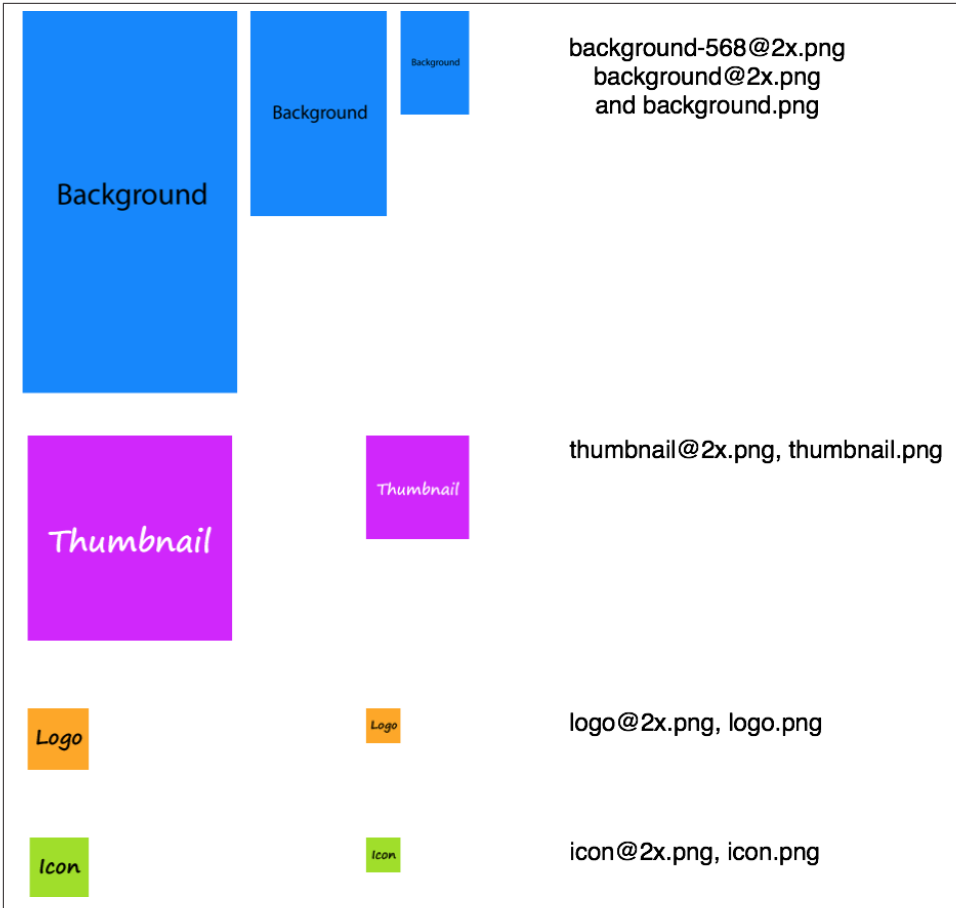 Background
Background
Background
background-568@2x.png
background@2x.png
and background.png
Thumbnail
Thumbnail
thumbnail@2x.png, thumbnail.png
Logo
Logo
logo@2x.png, logo.png
Icon
Icon
icon@2x.png, icon.png